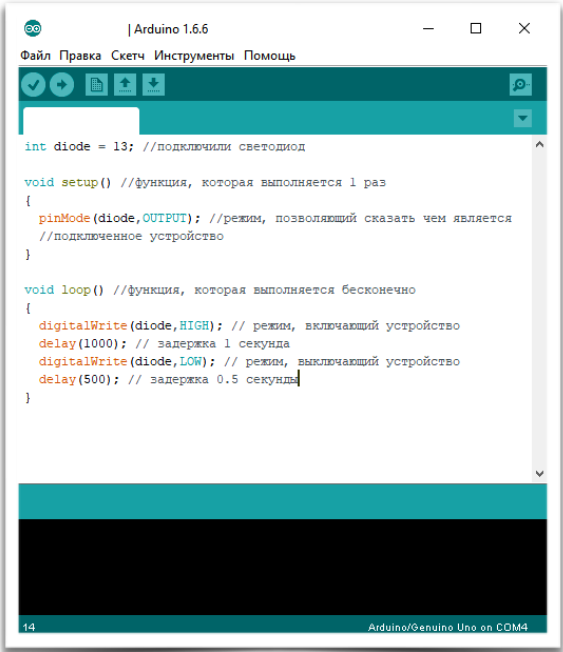 | Arduino 1.6.6
Файл Правка Скетч Инструменты Помощь
int diode = 13; //подключили светодиод
void setup() //функция, которая выполняется 1 раз
{
pinMode(diode,OUTPUT); //режим, позволяющий сказать чем является
//подключенное устройство
}
void loop() //функция, которая выполняется бесконечно
{
digitalWrite(diode,HIGH); // режим, включающий устройство
delay(1000); // задержка 1 секунда
digitalWrite(diode,LOW); // режим, выключающий устройство
delay(500); // задержка 0.5 секунды
}
14
Arduino/Genuino Uno on COM4